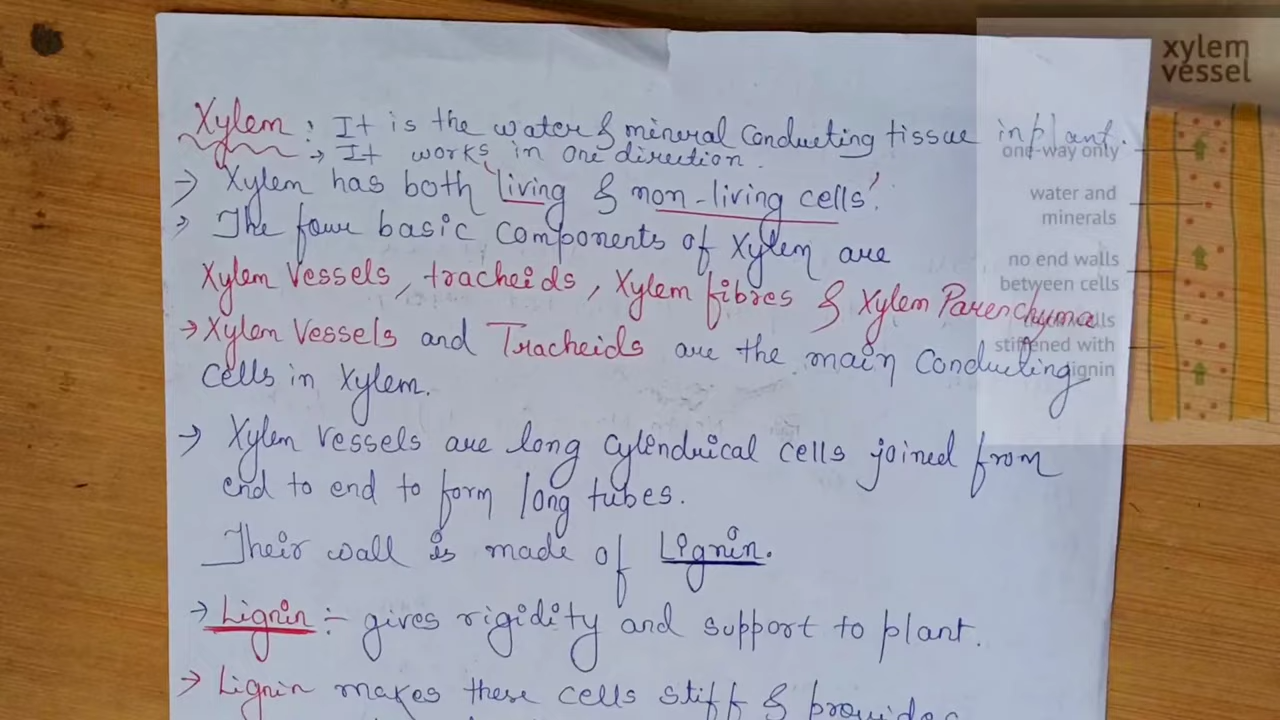 Xylem : It is the water & mineral conducting tissue in plant.
→ It works in one direction.
→ Xylem has both 'living & non-living cells'.
→ The four basic components of Xylem are
Xylem Vessels, tracheids, Xylem fibres & Xylem Parenchyma
→ Xylem Vessels and Tracheids are the main conducting
cells in Xylem.
→ Xylem Vessels are long cylendrical cells joined from
end to end to form long tubes.
Their wall is made of Lignin.
→ Lignin :- gives rigidity and support to plant.
→ Lignin makes these cells stiff & provides
xylem
vessel
one-way only
water and
minerals
no end walls
between cells
stiffened with
lignin